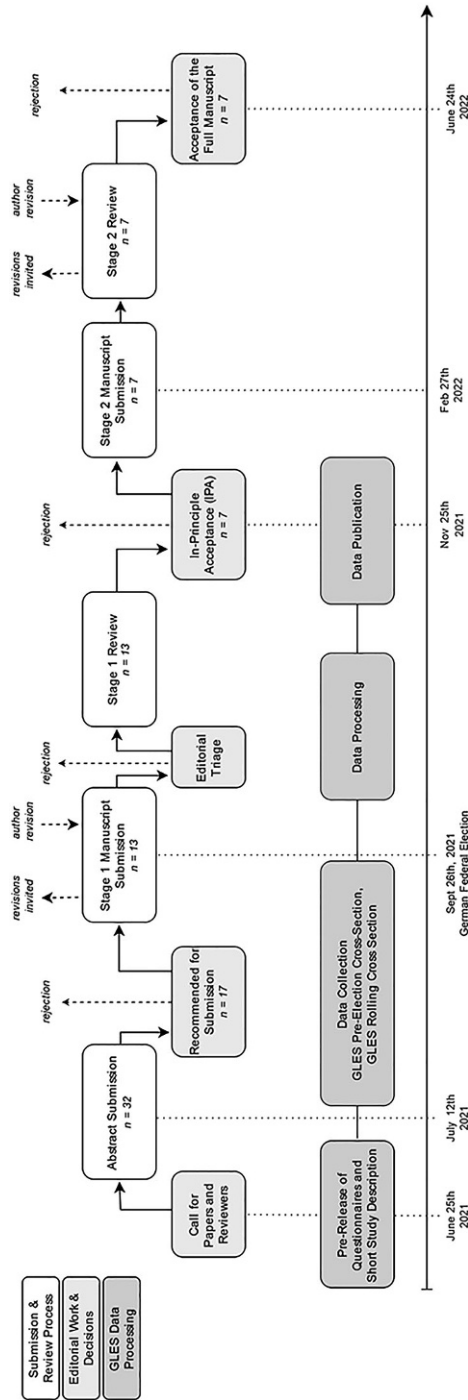 Submission &
Review Process
Editorial Work &
Decisions
GLES Data
Processing
Call for
Papers and
Reviewers
Abstract Submission
n = 32
rejection
Recommended for
Submission
n = 17
revisions
invited
author
revision
Stage 1 Manuscript
Submission
n = 13
rejection
Editorial
Triage
Stage 1 Review
n = 13
rejection
In-Principle
Acceptance (IPA)
n = 7
Stage 2 Manuscript
Submission
n = 7
revisions
invited
author
revision
Stage 2 Review
n = 7
rejection
Acceptance of the
Full Manuscript
n = 7
Pre-Release of
Questionnaires and
Short Study Description
Data Collection
GLES Pre-Election Cross-Section,
GLES Rolling Cross Section
Data Processing
Data Publication
June 25th
2021
July 12th
2021
Sept 26th, 2021
German Federal Election
Nov 25th
2021
Feb 27th
2022
June 24th
2022